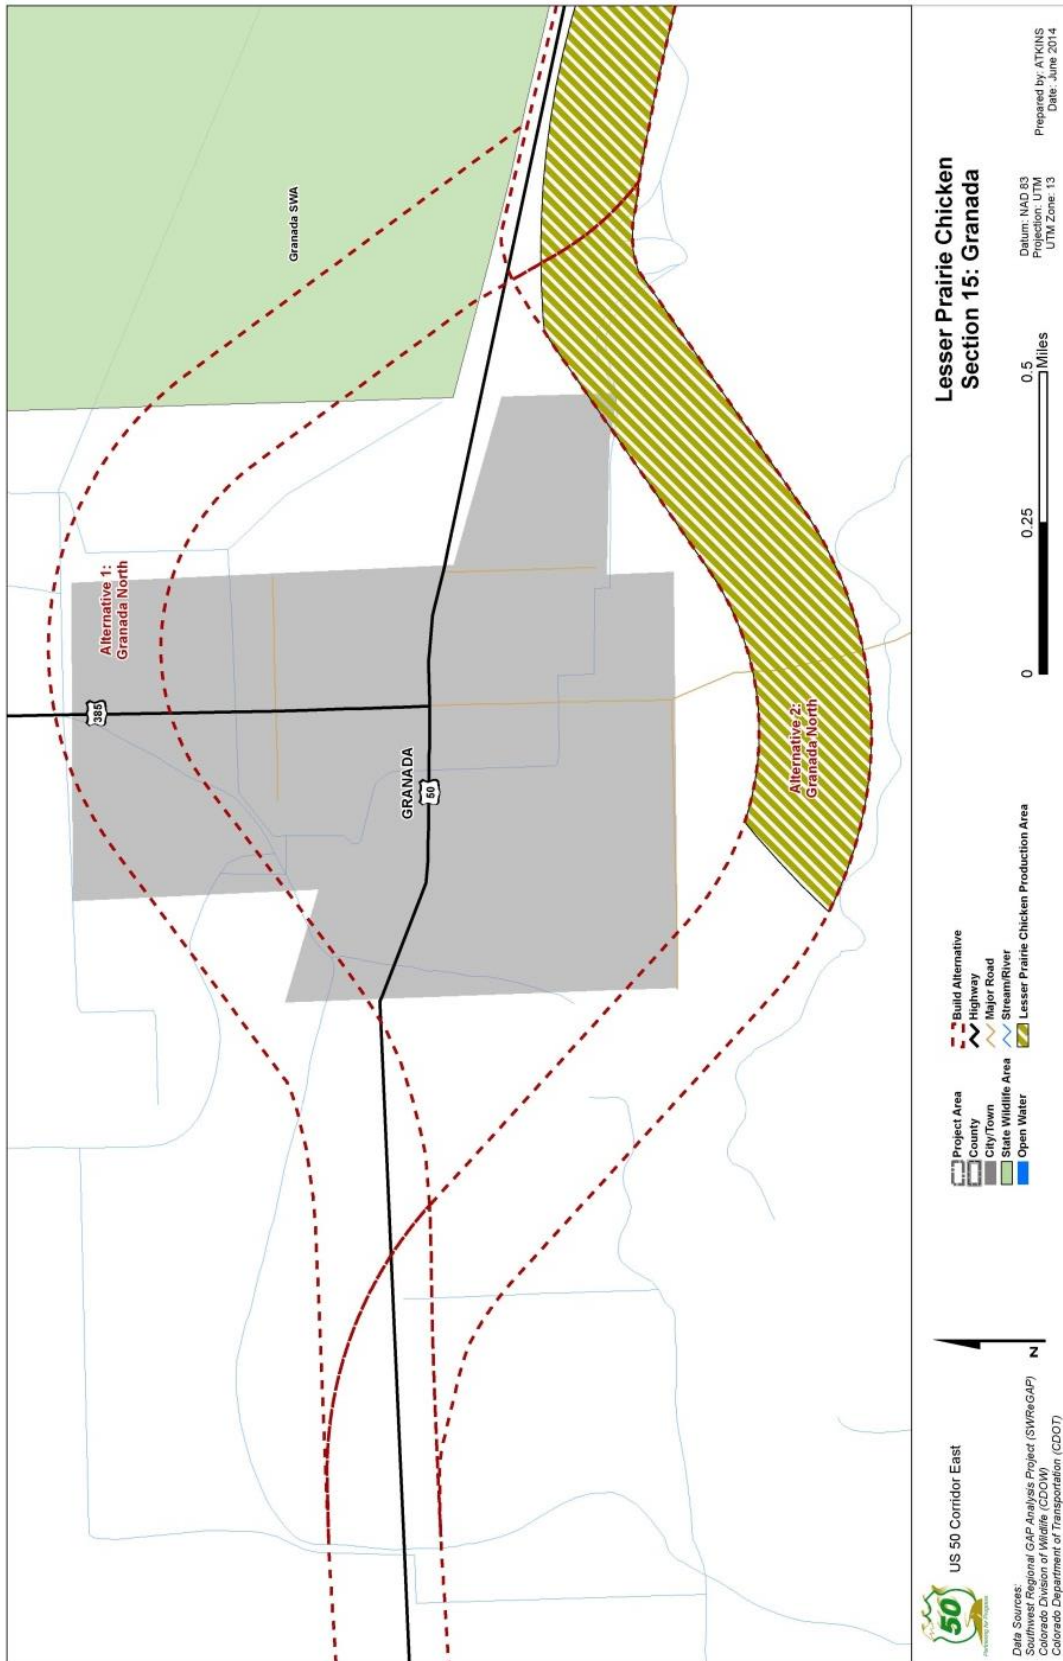 Granada SWA
Alternative 1:
Granada North
385
GRANADA
50
Alternative 2:
Granada North
50
Partnering for Progress
US 50 Corridor East
Data Sources:
Southwest Regional GAP Analysis Project (SWReGAP)
Colorado Division of Wildlife (CDOW)
Colorado Department of Transportation (CDOT)
N
Project Area
County
City/Town
State Wildlife Area
Open Water
Build Alternative
Highway
Major Road
Stream/River
Lesser Prairie Chicken Production Area
0
0.25
0.5
Miles
Lesser Prairie Chicken
Section 15: Granada
Datum: NAD 83
Projection: UTM
UTM Zone: 13
Prepared by: ATKINS
Date: June 2014